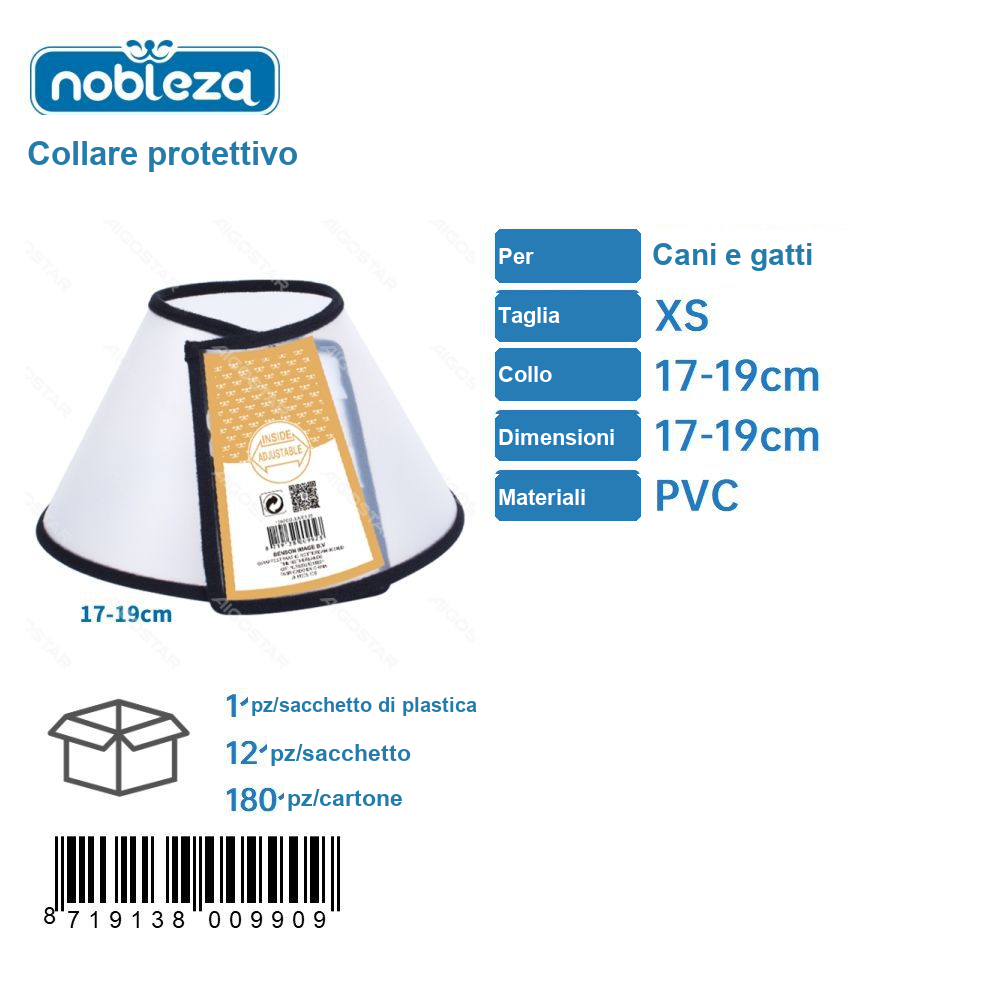 nobleza
Collare protettivo
Per
Cani e gatti
Taglia
XS
Collo
17-19cm
Dimensioni
17-19cm
Materiali
PVC
INSIDE
ADJUSTABLE
BENSON IMAGE B.V
17-19cm
AIGOSTAR
1 pz/sacchetto di plastica
12 pz/sacchetto
180 pz/cartone
8 719138 009909